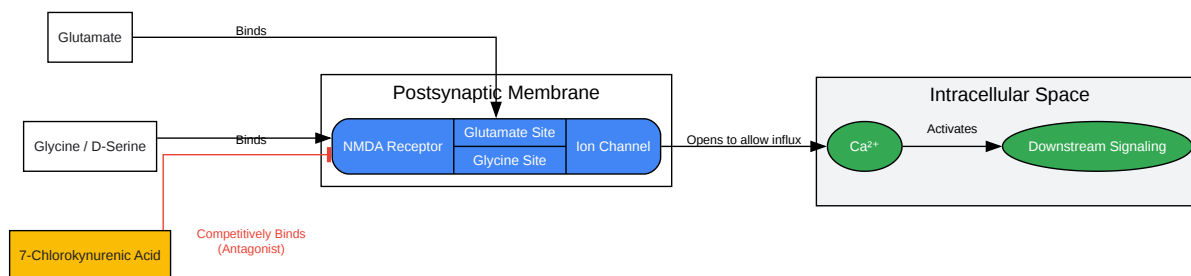 Glutamate
Binds
Postsynaptic Membrane
Intracellular Space
Glycine / D-Serine
Binds
NMDA Receptor
Glutamate Site
Glycine Site
Ion Channel
Opens to allow influx
Ca²⁺
Activates
Downstream Signaling
7-Chlorokynurenic Acid
Competitively Binds
(Antagonist)